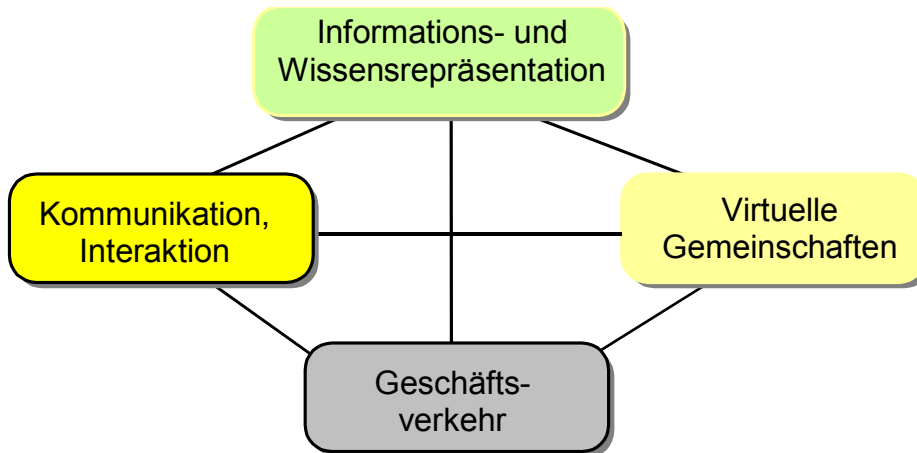 Informations- und
Wissensrepräsentation
Kommunikation,
Interaktion
Virtuelle
Gemeinschaften
Geschäfts-
verkehr